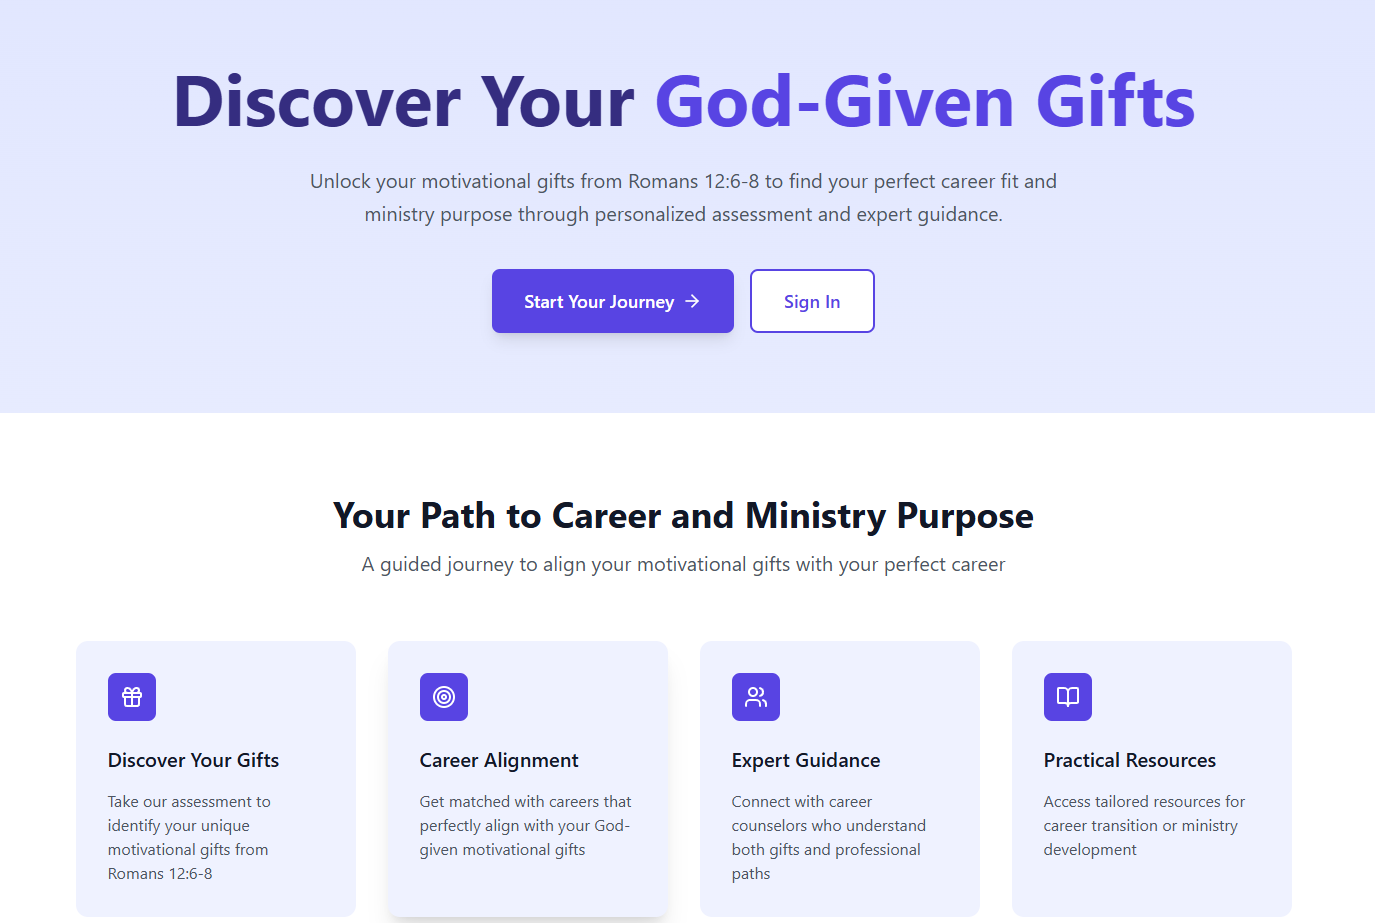 Discover Your God-Given Gifts
Unlock your motivational gifts from Romans 12:6-8 to find your perfect career fit and
ministry purpose through personalized assessment and expert guidance.
Start Your Journey →
Sign In
Your Path to Career and Ministry Purpose
A guided journey to align your motivational gifts with your perfect career
Discover Your Gifts
Take our assessment to
identify your unique
motivational gifts from
Romans 12:6-8
Career Alignment
Get matched with careers that
perfectly align with your God-
given motivational gifts
Expert Guidance
Connect with career
counselors who understand
both gifts and professional
paths
Practical Resources
Access tailored resources for
career transition or ministry
development